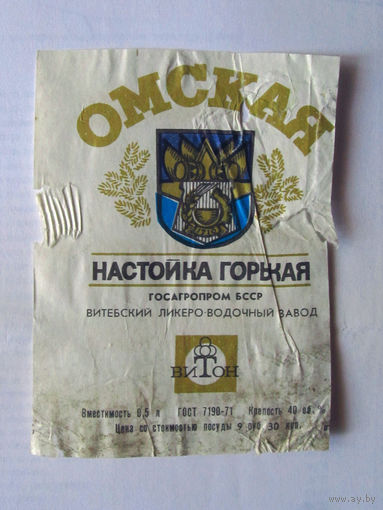 ОМСКАЯ
НАСТОЙКА ГОРЬКАЯ
ГОСАГРОПРОМ БССР
ВИТЕБСКИЙ ЛИКЕРО-ВОДОЧНЫЙ ЗАВОД
ВИТОН
Вместимость 0,5 л ГОСТ 7190-71 Крепость 40 об. %
Цена со стоимостью посуды 9 руб 30 коп.
www.ay.by